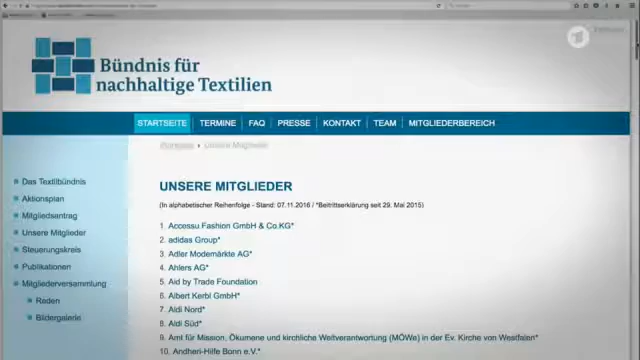 Bündnis für
nachhaltige Textilien
STARTSEITE TERMINE FAQ PRESSE KONTAKT TEAM MITGLIEDERBEREICH
Startseite › Unsere Mitglieder
Das Textilbündnis
Aktionsplan
Mitgliedsantrag
Unsere Mitglieder
Steuerungskreis
Publikationen
Mitgliederversammlung
Reden
Bildergalerie
UNSERE MITGLIEDER
(In alphabetischer Reihenfolge - Stand: 07.11.2016 / *Beitrittserklärung seit 29. Mai 2015)
1. Accessu Fashion GmbH & Co.KG*
2. adidas Group*
3. Adler Modemärkte AG*
4. Ahlers AG*
5. Aid by Trade Foundation
6. Albert Kerbl GmbH*
7. Aldi Nord*
8. Aldi Süd*
9. Amt für Mission, Ökumene und kirchliche Weltverantwortung (MÖWe) in der Ev. Kirche von Westfalen*
10. Andheri-Hilfe Bonn e.V.*